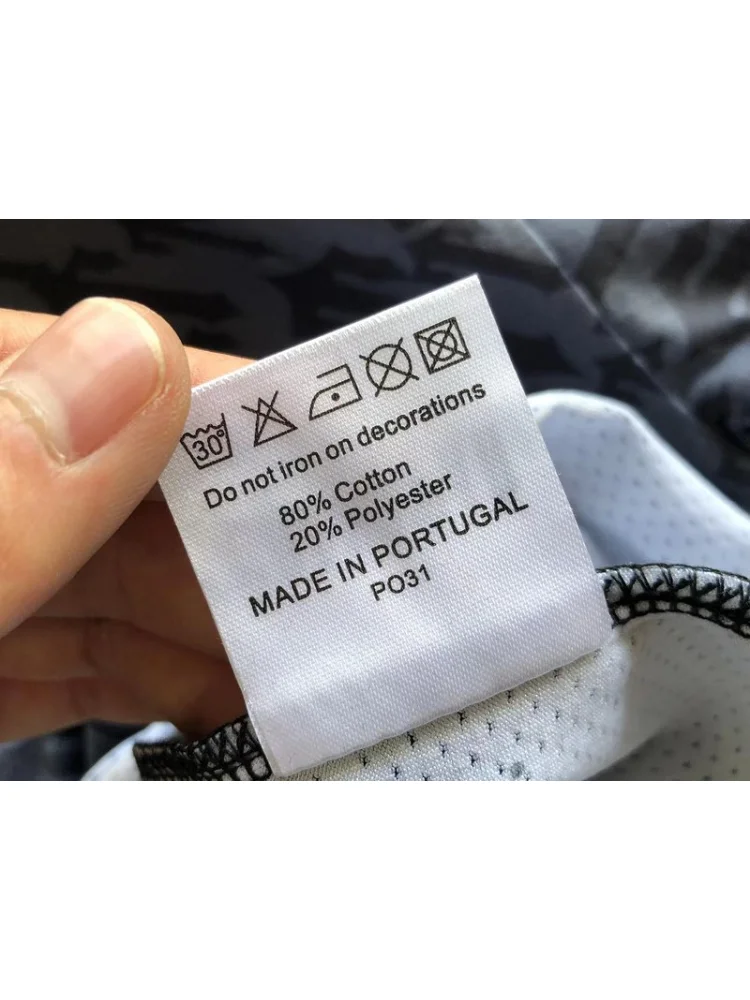 30°
Do not iron on decorations
80% Cotton
20% Polyester
MADE IN PORTUGAL
PO31